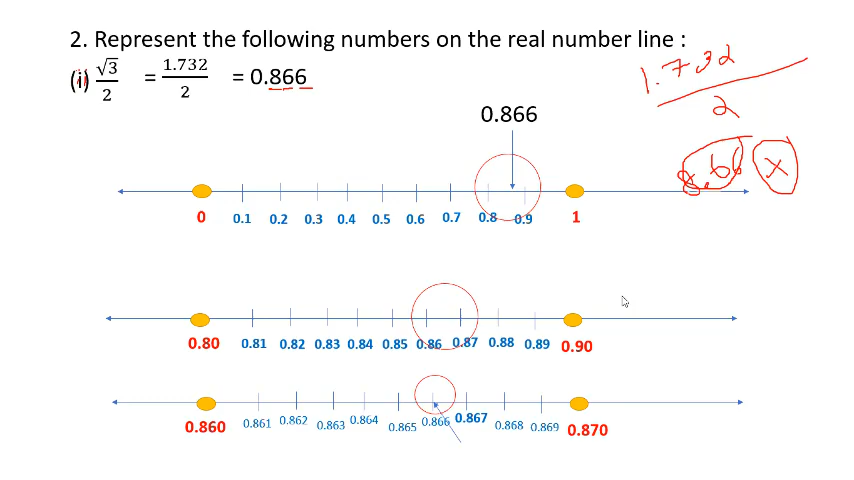 2. Represent the following numbers on the real number line :
(i) √3/2 = 1.732/2 = 0.866
1.732/2
0.866
8.66 x
0 0.1 0.2 0.3 0.4 0.5 0.6 0.7 0.8 0.9 1
0.80 0.81 0.82 0.83 0.84 0.85 0.86 0.87 0.88 0.89 0.90
0.860 0.861 0.862 0.863 0.864 0.865 0.866 0.867 0.868 0.869 0.870